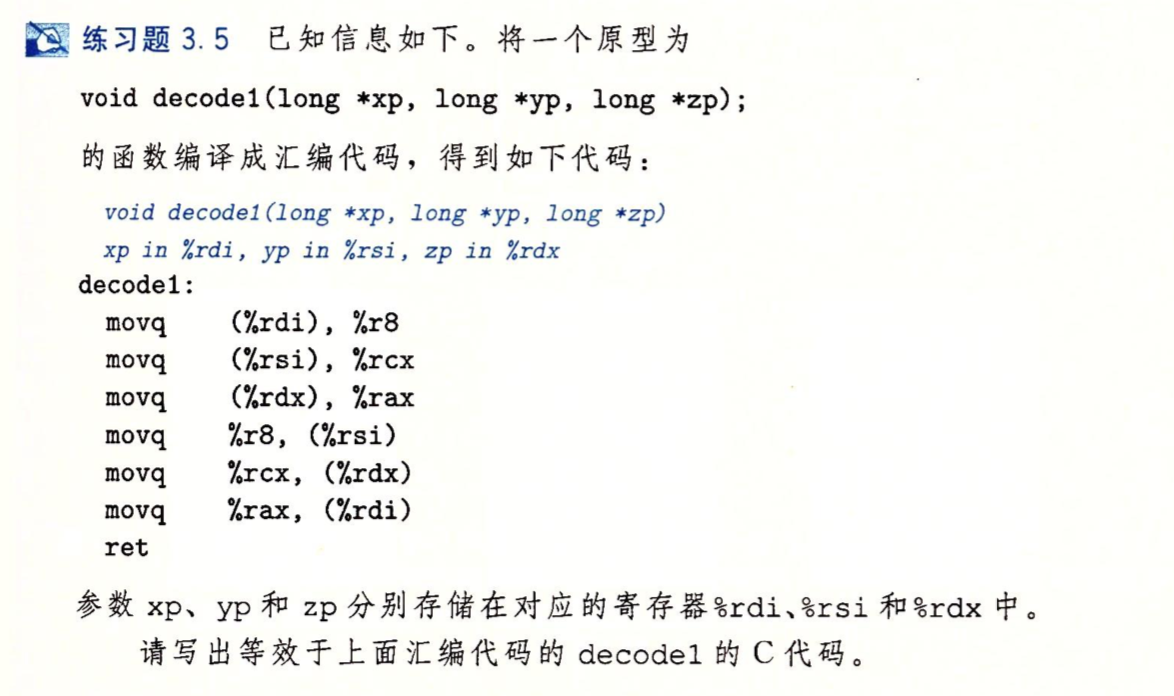 练习题 3.5 已知信息如下。将一个原型为
void decode1(long *xp, long *yp, long *zp);
的函数编译成汇编代码，得到如下代码：
void decode1(long *xp, long *yp, long *zp)
xp in %rdi, yp in %rsi, zp in %rdx
decode1:
movq (%rdi), %r8
movq (%rsi), %rcx
movq (%rdx), %rax
movq %r8, (%rsi)
movq %rcx, (%rdx)
movq %rax, (%rdi)
ret
参数 xp、yp 和 zp 分别存储在对应的寄存器%rdi、%rsi 和%rdx 中。
请写出等效于上面汇编代码的 decode1 的 C 代码。